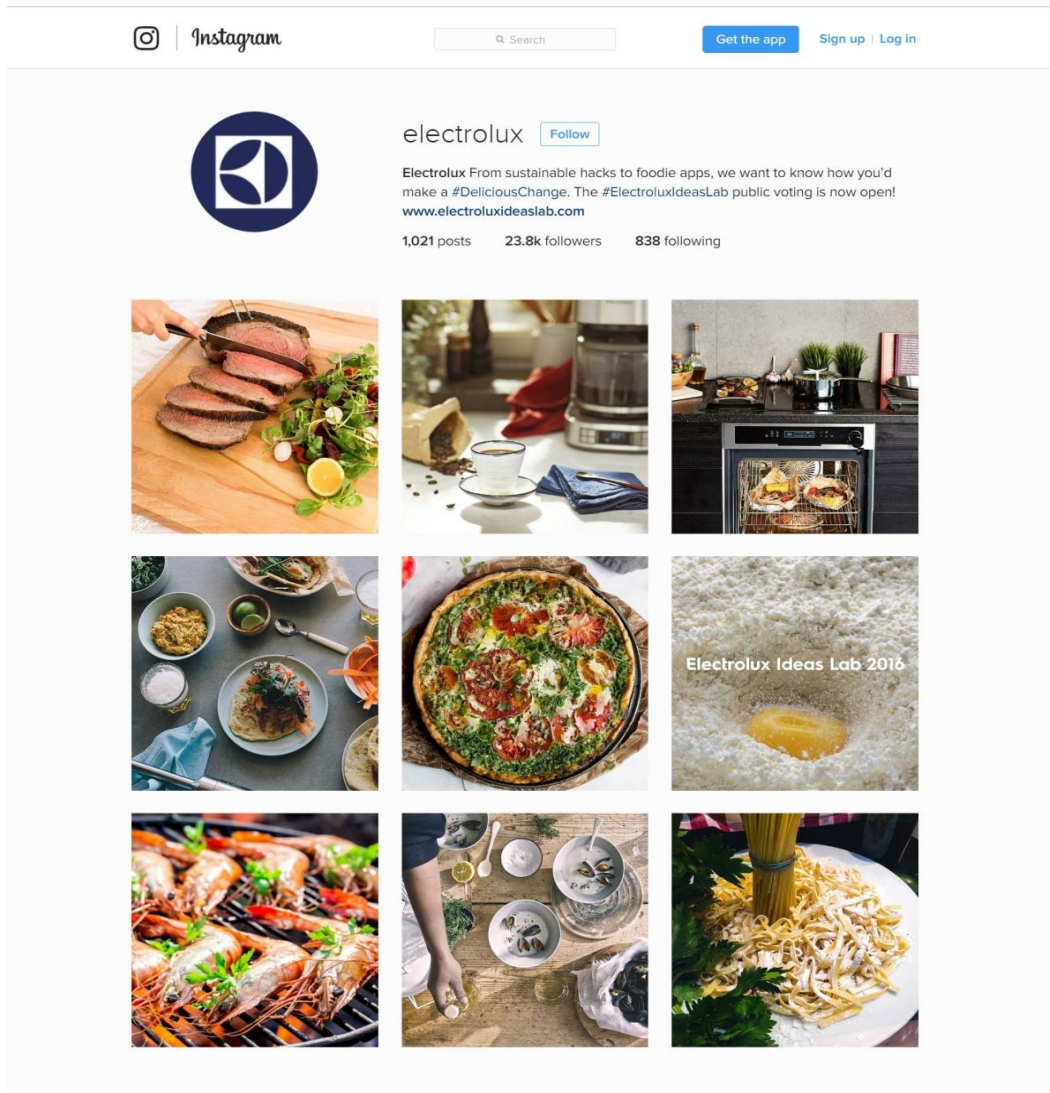 Instagram
Search
Get the app
Sign up | Log in
electrolux
Follow
Electrolux From sustainable hacks to foodie apps, we want to know how you'd
make a #DeliciousChange. The #ElectroluxIdeasLab public voting is now open!
www.electroluxideaslab.com
1,021 posts 23.8k followers 838 following
Electrolux Ideas Lab 2016